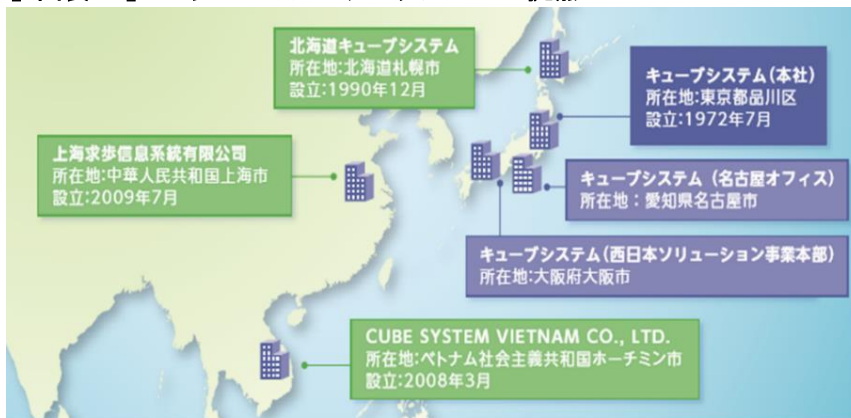 北海道キューブシステム
所在地:北海道札幌市
設立:1990年12月
キューブシステム(本社)
所在地:東京都品川区
設立:1972年7月
上海求歩信息系統有限公司
所在地:中華人民共和国上海市
設立:2009年7月
キューブシステム (名古屋オフィス)
所在地:愛知県名古屋市
キューブシステム(西日本ソリューション事業本部)
所在地:大阪府大阪市
CUBE SYSTEM VIETNAM CO., LTD.
所在地:ベトナム社会主義共和国ホーチミン市
設立:2008年3月